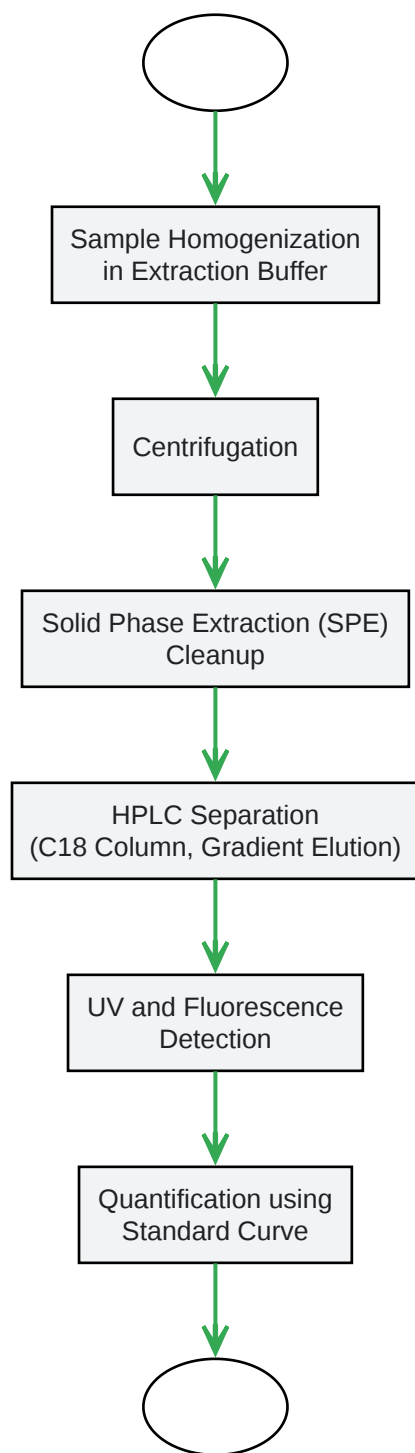 Sample Homogenization
in Extraction Buffer
Centrifugation
Solid Phase Extraction (SPE)
Cleanup
HPLC Separation
(C18 Column, Gradient Elution)
UV and Fluorescence
Detection
Quantification using
Standard Curve